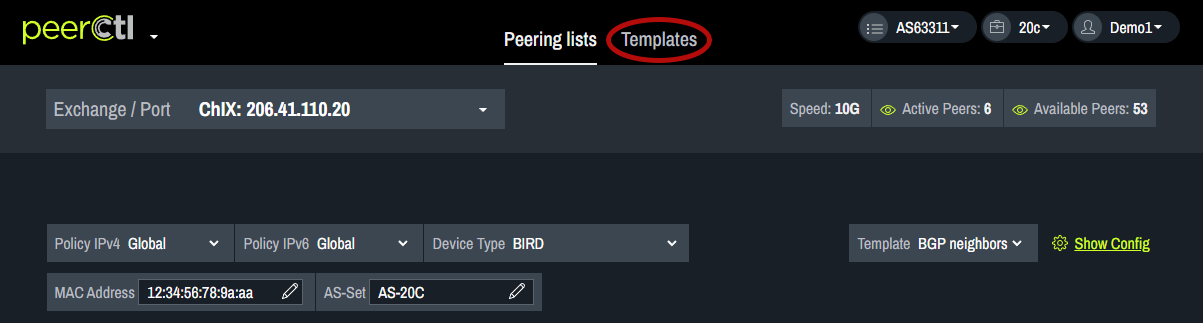 peerCtl
Peering lists
Templates
AS63311
20c
Demo1
Exchange / Port ChIX: 206.41.110.20
Speed: 10G
Active Peers: 6
Available Peers: 53
Policy IPv4 Global
Policy IPv6 Global
Device Type BIRD
Template BGP neighbors
Show Config
MAC Address 12:34:56:78:9a:aa
AS-Set AS-20C